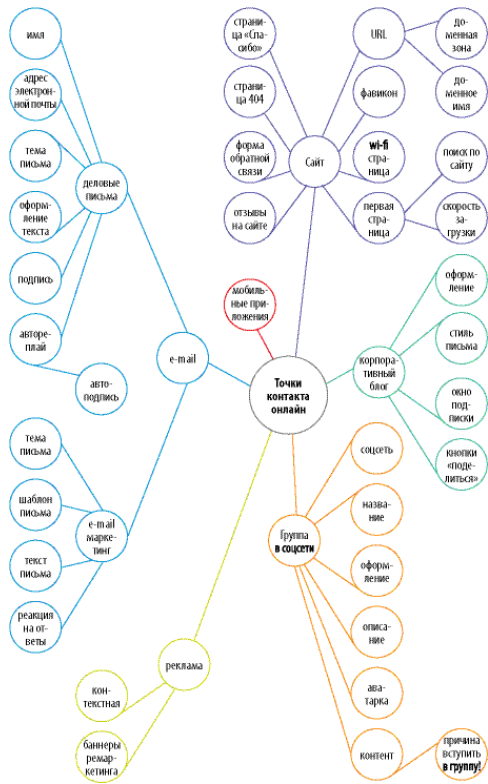 имя
адрес
электрон-
ной почты
тема
письма
оформ-
ление
текста
подпись
авторе-
плай
авто-
подпись
деловые
письма
e-mail
тема
письма
шаблон
письма
текст
письма
реакция
на от-
веты
e-mail
марке-
тинг
страни-
ца «Спа-
сибо»
страни-
ца 404
форма
обратной
связи
отзывы
на сайте
Сайт
URL
до-
менная
зона
до-
менное
имя
фавикон
wi-fi
стра-
ница
первая
стра-
ница
поиск по
сайту
скорость
за-
грузки
мобиль-
ные при-
ложения
Точки
контакта
онлайн
корпора-
тивный
блог
оформ-
ление
стиль
письма
окно
под-
писки
кнопки
«поде-
литься»
Группа
в соцсети
соцсеть
назва-
ние
оформ-
ление
описа-
ние
ава-
тарка
контент
причина
вступить
в группу!
реклама
кон-
текстная
баннеры
ремар-
кетинга